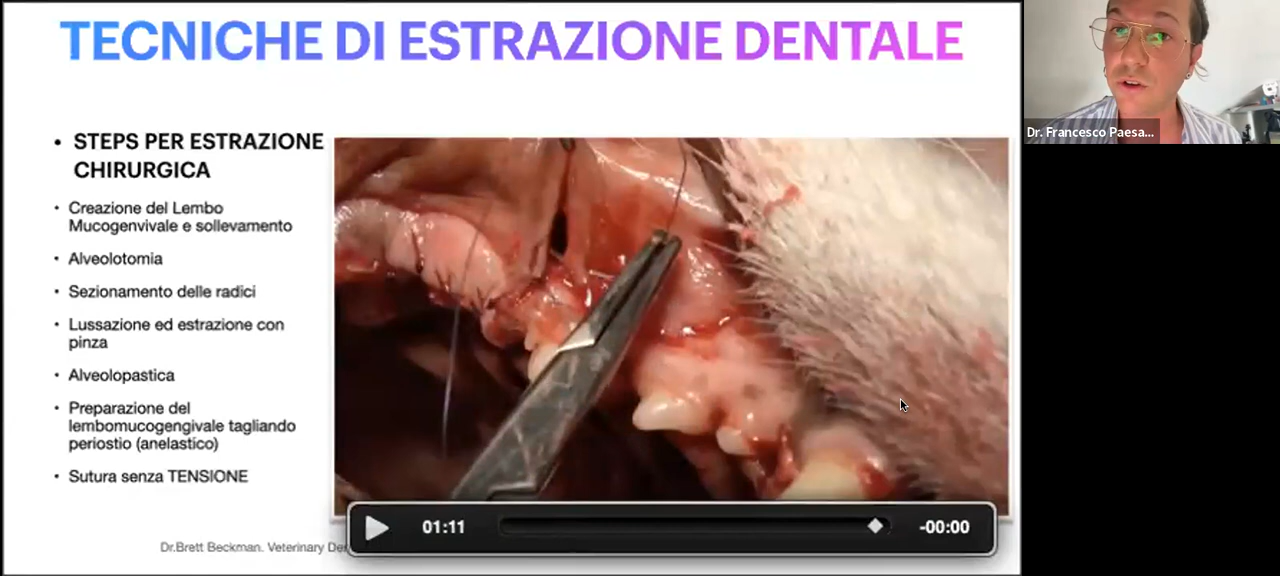 TECNICHE DI ESTRAZIONE DENTALE
Dr. Francesco Paesa...
• STEPS PER ESTRAZIONE
CHIRURGICA
• Creazione del Lembo
Mucogenvivale e sollevamento
• Alveolotomia
• Sezionamento delle radici
• Lussazione ed estrazione con
pinza
• Alveolopastica
• Preparazione del
lembomucogengivale tagliando
periostio (anelastico)
• Sutura senza TENSIONE
01:11
-00:00
Dr.Brett Beckman. Veterinary